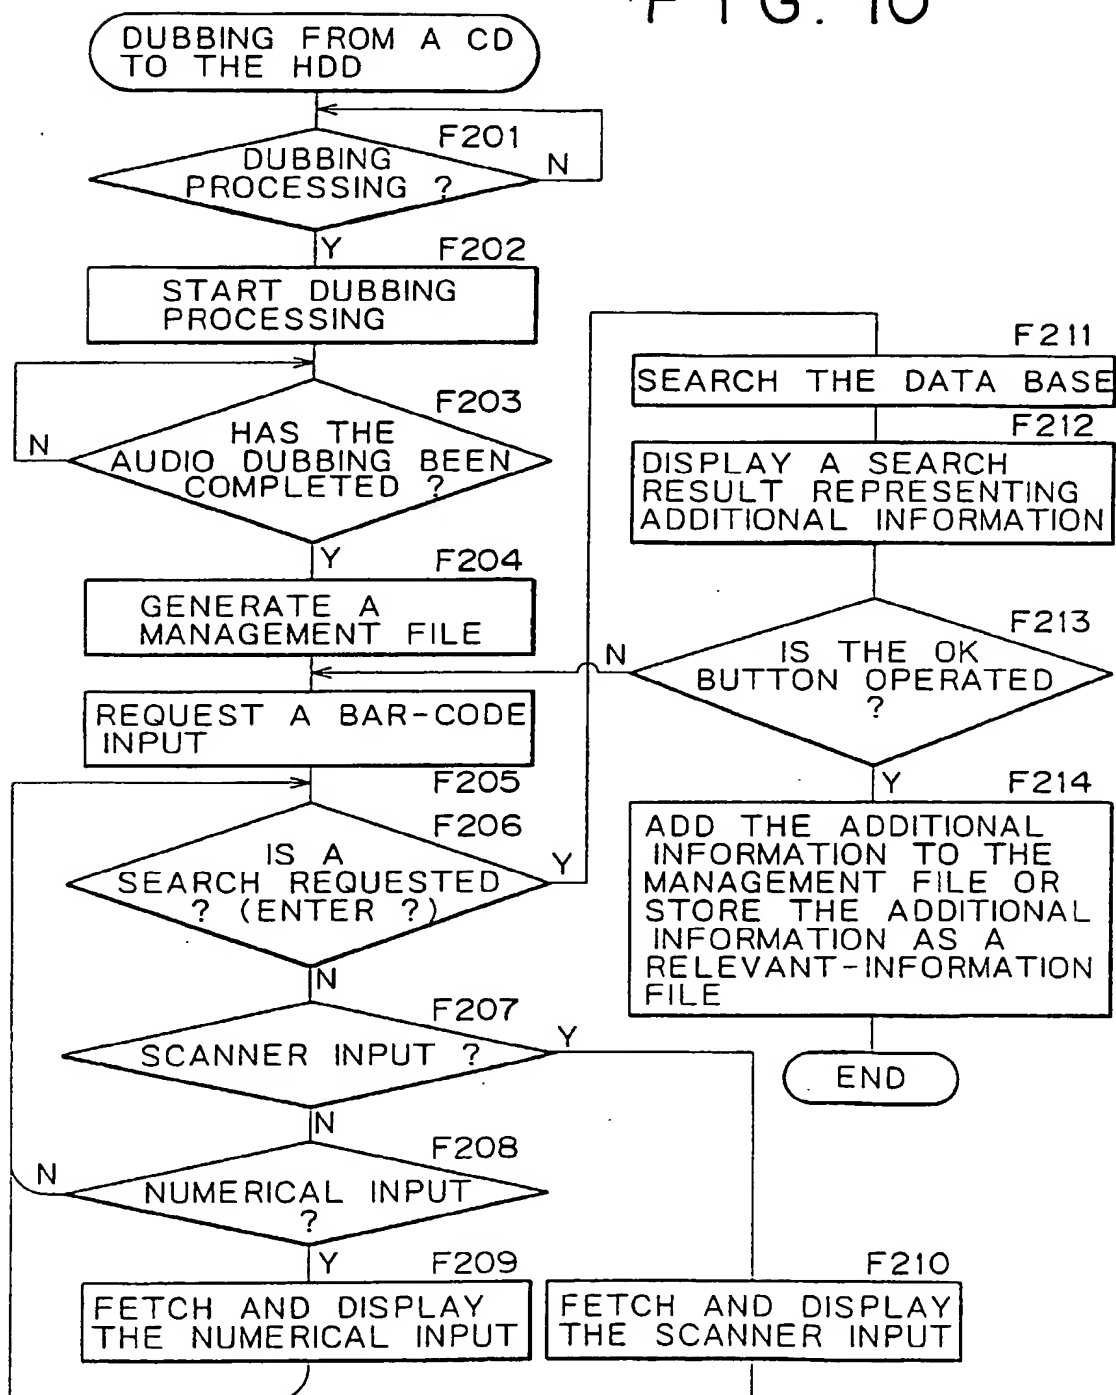 FIG. 10
DUBBING FROM A CD
TO THE HDD
F201
DUBBING
PROCESSING ?
N
Y
F202
START DUBBING
PROCESSING
F203
HAS THE
AUDIO DUBBING BEEN
COMPLETED ?
N
Y
F204
GENERATE A
MANAGEMENT FILE
REQUEST A BAR-CODE
INPUT
F205
F206
IS A
SEARCH REQUESTED
? (ENTER ?)
Y
N
F207
SCANNER INPUT ?
Y
N
F208
NUMERICAL INPUT
?
N
Y
F209
FETCH AND DISPLAY
THE NUMERICAL INPUT
F210
FETCH AND DISPLAY
THE SCANNER INPUT
F211
SEARCH THE DATA BASE
F212
DISPLAY A SEARCH
RESULT REPRESENTING
ADDITIONAL INFORMATION
F213
IS THE OK
BUTTON OPERATED
?
N
Y
F214
ADD THE ADDITIONAL
INFORMATION TO THE
MANAGEMENT FILE OR
STORE THE ADDITIONAL
INFORMATION AS A
RELEVANT-INFORMATION
FILE
END